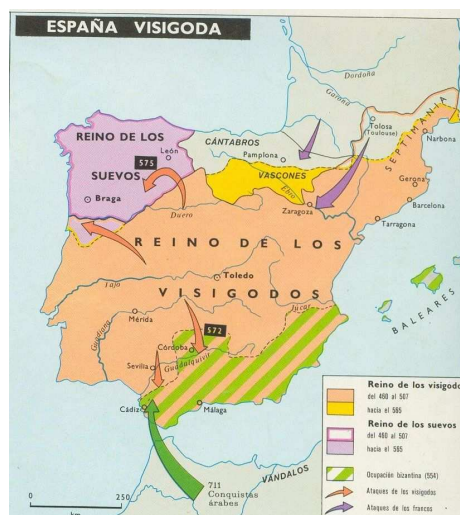 ESPAÑA VISIGODA
Dordoña
Garona
REINO DE LOS
SUEVOS
León
575
Braga
CÁNTABROS
Pamplona
VASCONES
Ebro
Tolosa
(Toulouse)
SEPTIMANIA
Narbona
Gerona
Barcelona
Tarragona
Zaragoza
Duero
REINO DE LOS
VISIGODOS
Toledo
Tajo
Júcar
BALEARES
Guadiana
Mérida
572
Córdoba
Guadalquivir
Sevilla
Cádiz
Málaga
711
Conquistas
árabes
VÁNDALOS
0 250
km
Reino de los visigodo
del 460 al 507
hacia el 565
Reino de los suevos
del 460 al 507
hacia el 565
Ocupación bizantina (554)
Ataques de los visigodos
Ataques de los francos